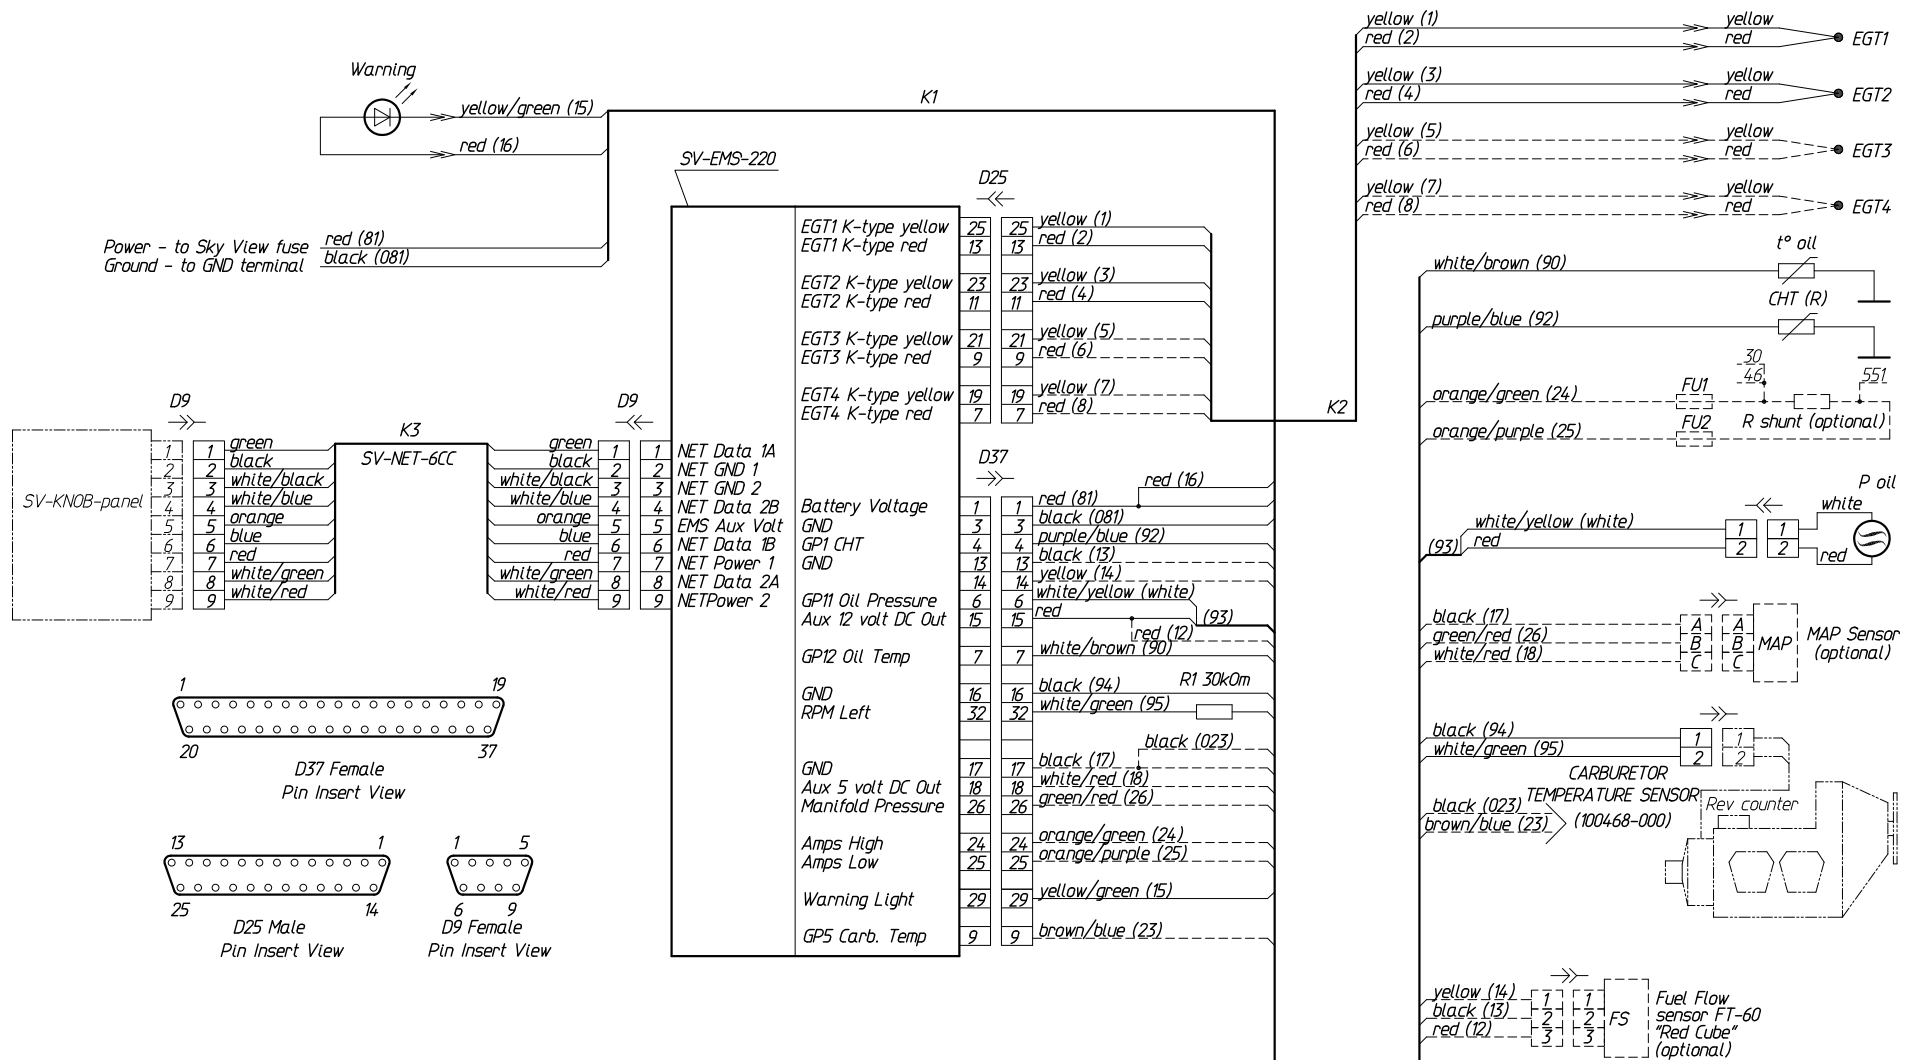 Warning
yellow/green (15)
red (16)
K1
Power - to Sky View fuse
red (81)
Ground - to GND terminal
black (081)
SV-EMS-220
D25
EGT1 K-type yellow 25 25 yellow (1)
EGT1 K-type red 13 13 red (2)
EGT2 K-type yellow 23 23 yellow (3)
EGT2 K-type red 11 11 red (4)
EGT3 K-type yellow 21 21 yellow (5)
EGT3 K-type red 9 9 red (6)
EGT4 K-type yellow 19 19 yellow (7)
EGT4 K-type red 7 7 red (8)
K2
yellow (1) yellow
red (2) red
EGT1
yellow (3) yellow
red (4) red
EGT2
yellow (5) yellow
red (6) red
EGT3
yellow (7) yellow
red (8) red
EGT4
D9
K3
D9
SV-KNOB-panel
SV-NET-6CC
1 1 green green 1 1 NET Data 1A
2 2 black black 2 2 NET GND 1
3 3 white/black white/black 3 3 NET GND 2
4 4 white/blue white/blue 4 4 NET Data 2B
5 5 orange orange 5 5 EMS Aux Volt
6 6 blue blue 6 6 NET Data 1B
7 7 red red 7 7 NET Power 1
8 8 white/green white/green 8 8 NET Data 2A
9 9 white/red white/red 9 9 NETPower 2
D37
red (16)
Battery Voltage 1 1 red (81)
GND 3 3 black (081)
GP1 CHT 4 4 purple/blue (92)
GND 13 13 black (13)
14 14 yellow (14)
GP11 Oil Pressure 6 6 white/yellow (white)
Aux 12 volt DC Out 15 15 red (93)
red (12)
GP12 Oil Temp 7 7 white/brown (90)
GND 16 16 black (94)
R1 30kOm
RPM Left 32 32 white/green (95)
black (023)
GND 17 17 black (17)
Aux 5 volt DC Out 18 18 white/red (18)
Manifold Pressure 26 26 green/red (26)
Amps High 24 24 orange/green (24)
Amps Low 25 25 orange/purple (25)
Warning Light 29 29 yellow/green (15)
GP5 Carb. Temp 9 9 brown/blue (23)
t° oil
white/brown (90)
CHT (R)
purple/blue (92)
30
46
551
orange/green (24)
FU1
R shunt (optional)
FU2
orange/purple (25)
P oil
white
white/yellow (white) 1 1
(93) red 2 2
red
black (17) A A
green/red (26) B B
white/red (18) C C
MAP
MAP Sensor
(optional)
black (94) 1 1
white/green (95) 2 2
CARBURETOR
TEMPERATURE SENSOR
(100468-000)
black (023)
brown/blue (23)
Rev counter
yellow (14) 1 1
black (13) 2 2
red (12) 3 3
FS
Fuel Flow
sensor FT-60
"Red Cube"
(optional)
1 19
20 37
D37 Female
Pin Insert View
13 1
25 14
D25 Male
Pin Insert View
1 5
6 9
D9 Female
Pin Insert View